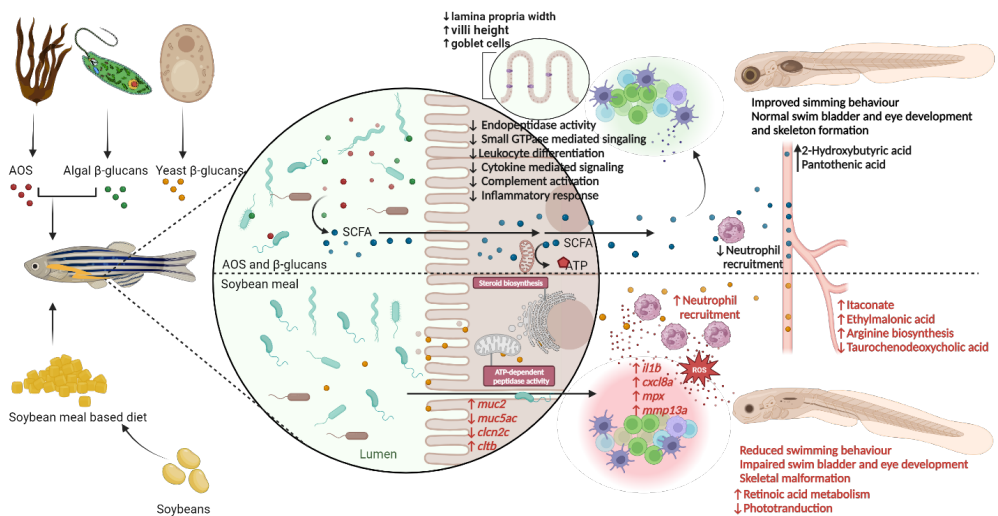 ↓lamina propria width
↑villi height
↑goblet cells
AOS
Algal β-glucans
Yeast β-glucans
↓ Endopeptidase activity
↓ Small GTPase mediated singaling
↓ Leukocyte differentiation
↓ Cytokine mediated signaling
↓ Complement activation
↓ Inflammatory response
SCFA
SCFA
ATP
AOS and β-glucans
Soybean meal
Improved simming behaviour
Normal swim bladder and eye development
and skeleton formation
↑2-Hydroxybutyric acid
Pantothenic acid
↓ Neutrophil
recruitment
Steroid biosynthesis
↑ Neutrophil
recruitment
↑ Itaconate
↑ Ethylmalonic acid
↑ Arginine biosynthesis
↓ Taurochenodeoxycholic acid
ATP-dependent
peptidase activity
ROS
↑ il1b
↑ cxcl8a
↑ mpx
↑ mmp13a
↑ muc2
↓ muc5ac
↓ clcn2c
↑ cltb
Lumen
Soybean meal based diet
Soybeans
Reduced swimming behaviour
Impaired swim bladder and eye development
Skeletal malformation
↑ Retinoic acid metabolism
↓ Phototranduction